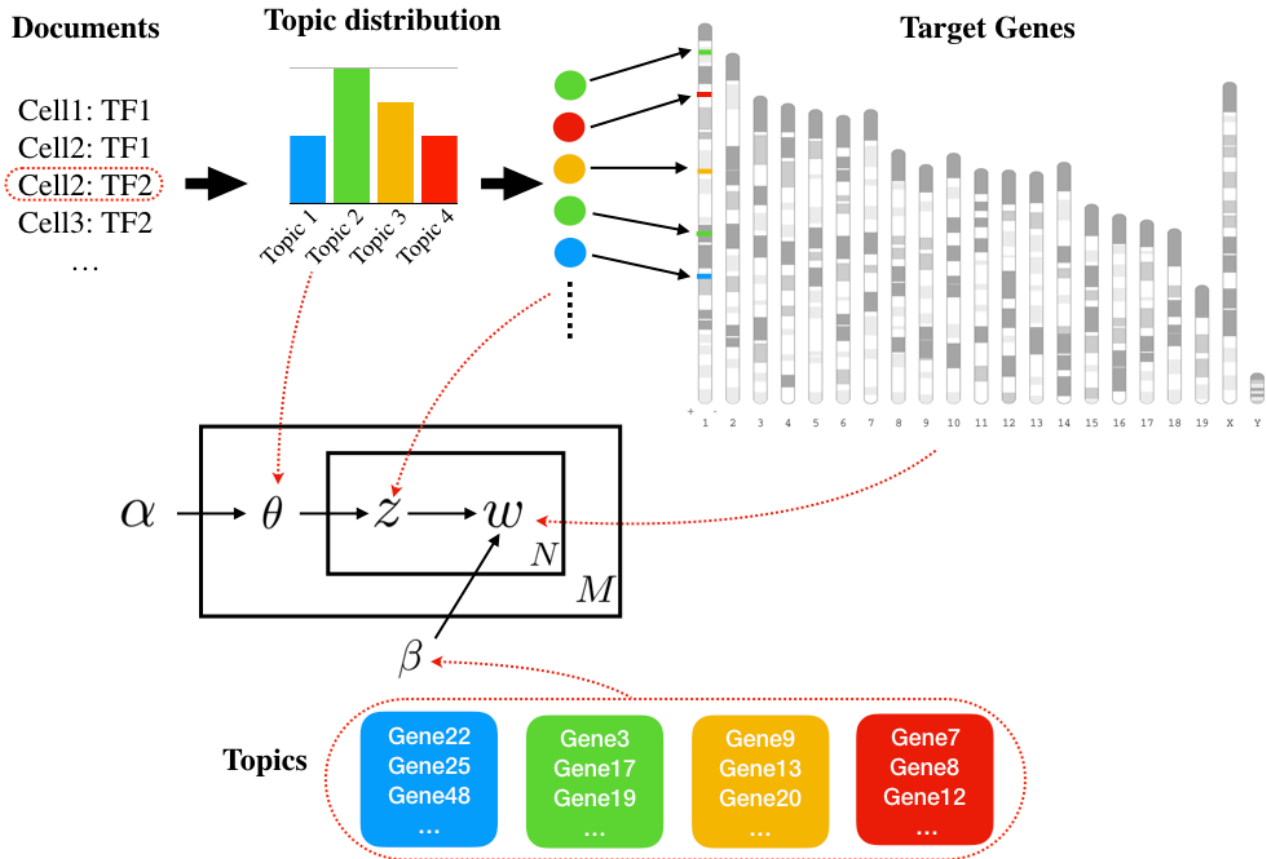 Documents
Topic distribution
Target Genes
Cell1: TF1
Cell2: TF1
Cell2: TF2
Cell3: TF2
...
Topic 1
Topic 2
Topic 3
Topic 4
+ -
1 2 3 4 5 6 7 8 9 10 11 12 13 14 15 16 17 18 19 X Y
α θ z w
N
M
β
Topics
Gene22
Gene25
Gene48
...
Gene3
Gene17
Gene19
...
Gene9
Gene13
Gene20
...
Gene7
Gene8
Gene12
...